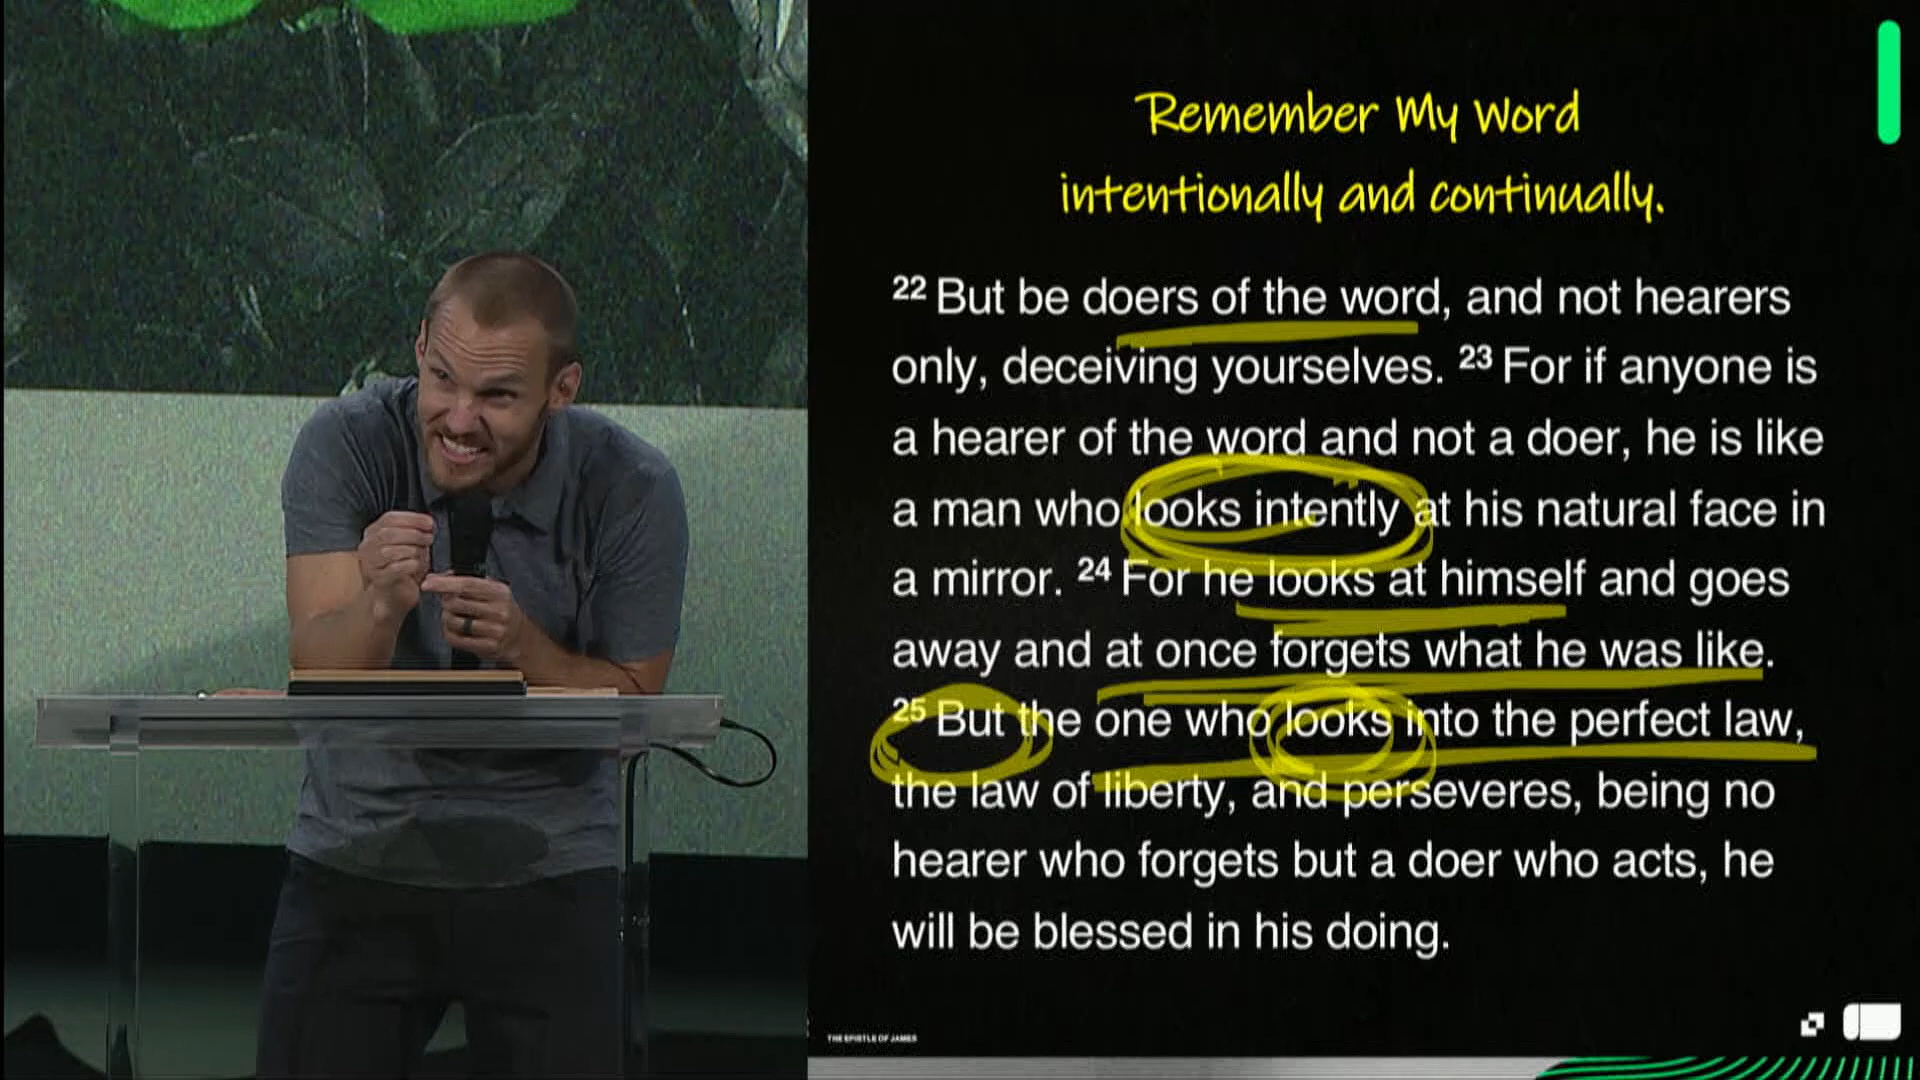 Remember My Word
intentionally and continually.
22 But be doers of the word, and not hearers
only, deceiving yourselves. 23 For if anyone is
a hearer of the word and not a doer, he is like
a man who looks intently at his natural face in
a mirror. 24 For he looks at himself and goes
away and at once forgets what he was like.
25 But the one who looks into the perfect law,
the law of liberty, and perseveres, being no
hearer who forgets but a doer who acts, he
will be blessed in his doing.
THE EPISTLE OF JAMES